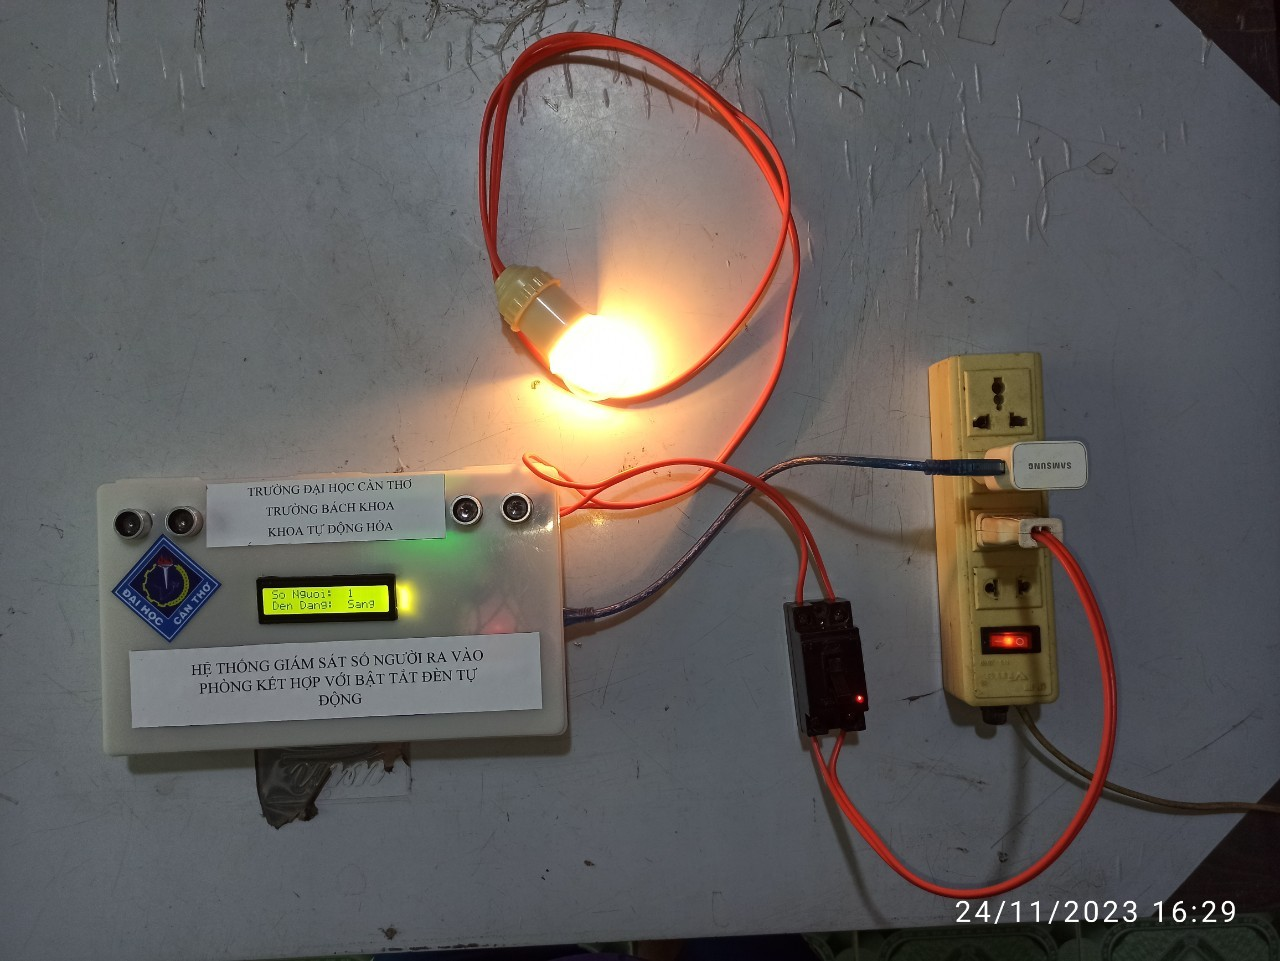 TRƯỜNG ĐẠI HỌC CẦN THƠ
TRƯỜNG BÁCH KHOA
KHOA TỰ ĐỘNG HÓA
ĐẠI HỌC CẦN THƠ
So Nguoi: 1
Den Dang: Sang
HỆ THỐNG GIÁM SÁT SỐ NGƯỜI RA VÀO
PHÒNG KẾT HỢP VỚI BẬT TẮT ĐÈN TỰ
ĐỘNG
SAMSUNG
24/11/2023 16:29